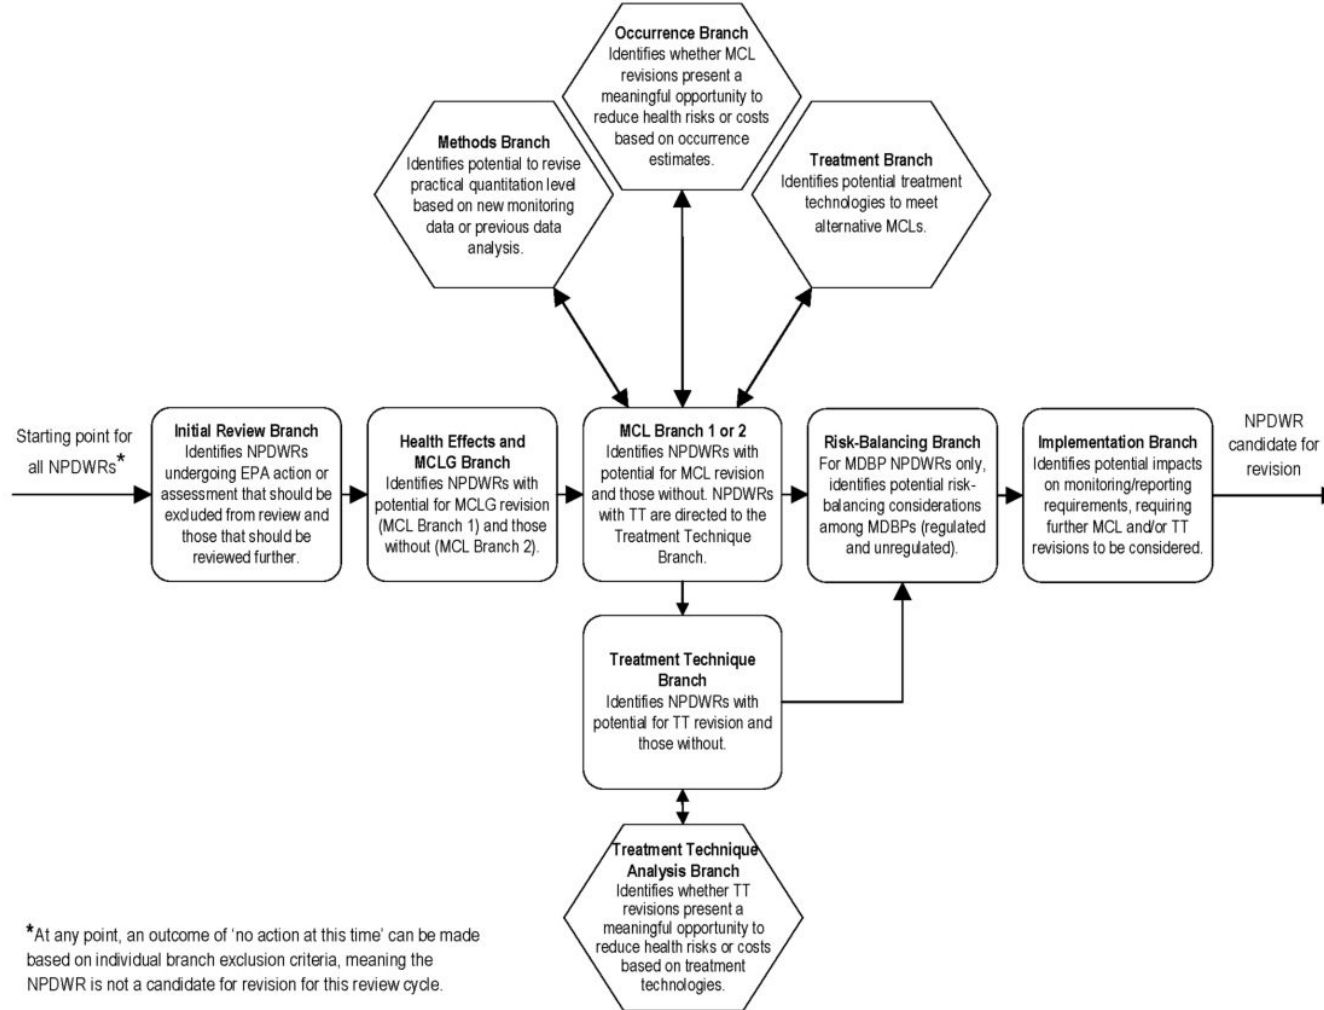 Occurrence Branch
Identifies whether MCL
revisions present a
meaningful opportunity to
reduce health risks or costs
based on occurrence
estimates.
Methods Branch
Identifies potential to revise
practical quantitation level
based on new monitoring
data or previous data
analysis.
Treatment Branch
Identifies potential treatment
technologies to meet
alternative MCLs.
Starting point for
all NPDWRs*
Initial Review Branch
Identifies NPDWRs
undergoing EPA action or
assessment that should be
excluded from review and
those that should be
reviewed further.
Health Effects and
MCLG Branch
Identifies NPDWRs with
potential for MCLG revision
(MCL Branch 1) and those
without (MCL Branch 2).
MCL Branch 1 or 2
Identifies NPDWRs with
potential for MCL revision
and those without. NPDWRs
with TT are directed to the
Treatment Technique
Branch.
Risk-Balancing Branch
For MDBP NPDWRs only,
identifies potential risk-
balancing considerations
among MDBPs (regulated
and unregulated).
Implementation Branch
Identifies potential impacts
on monitoring/reporting
requirements, requiring
further MCL and/or TT
revisions to be considered.
NPDWR
candidate for
revision
Treatment Technique
Branch
Identifies NPDWRs with
potential for TT revision and
those without.
Treatment Technique
Analysis Branch
Identifies whether TT
revisions present a
meaningful opportunity to
reduce health risks or costs
based on treatment
technologies.
*At any point, an outcome of ‘no action at this time’ can be made
based on individual branch exclusion criteria, meaning the
NPDWR is not a candidate for revision for this review cycle.